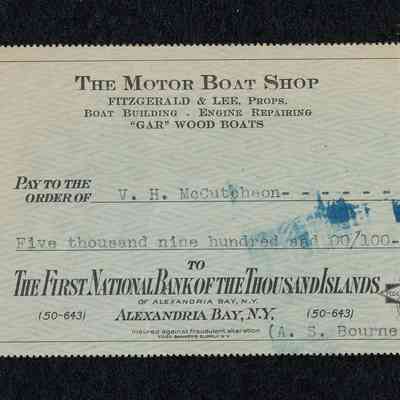 THE MOTOR BOAT SHOP
FITZGERALD & LEE, PROPS.
BOAT BUILDING - ENGINE REPAIRING
"GAR" WOOD BOATS
PAY TO THE
ORDER OF V. H. McCutcheon- - - - - - -
Five thousand nine hundred and 00/100-
TO
THE FIRST NATIONAL BANK OF THE THOUSAND ISLANDS
OF ALEXANDRIA BAY, N.Y.
(50-643) ALEXANDRIA BAY, N.Y. (50-643)
Insured against fraudulent alteration
(A. S. Bourne